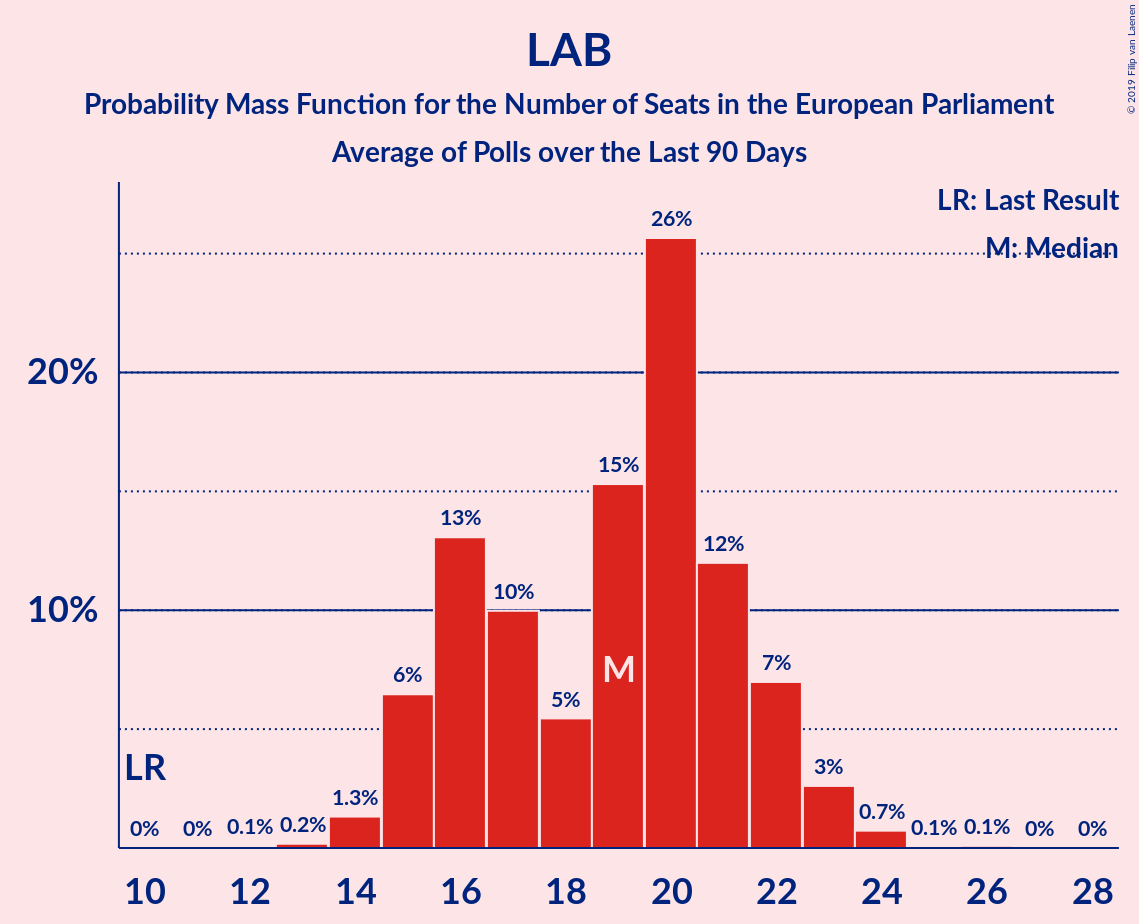 LAB
Probability Mass Function for the Number of Seats in the European Parliament
Average of Polls over the Last 90 Days
© 2019 Filip van Laenen
LR: Last Result
M: Median
26%
20%
15%
13%
12%
10%
10%
7%
M
6%
5%
LR
3%
1.3%
0.7%
0% 0% 0.1% 0.2% 0.1% 0.1% 0% 0%
10 12 14 16 18 20 22 24 26 28